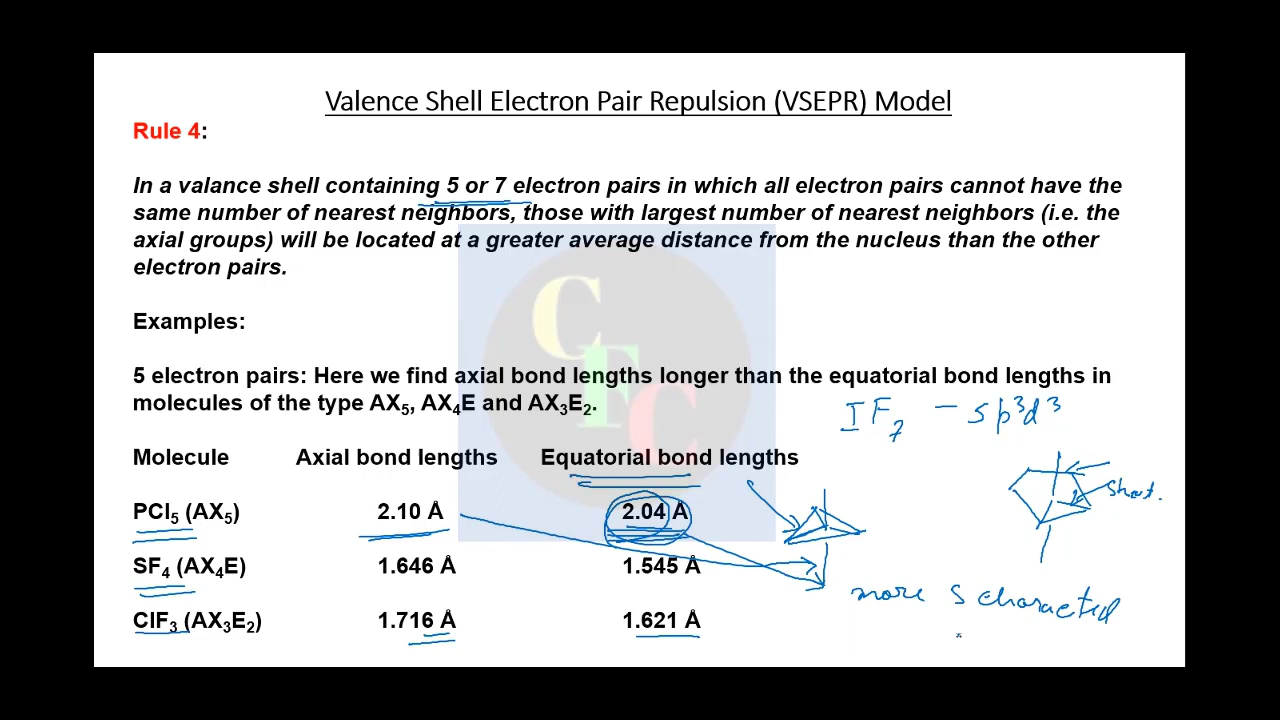 Valence Shell Electron Pair Repulsion (VSEPR) Model
Rule 4:
In a valance shell containing 5 or 7 electron pairs in which all electron pairs cannot have the
same number of nearest neighbors, those with largest number of nearest neighbors (i.e. the
axial groups) will be located at a greater average distance from the nucleus than the other
electron pairs.
CFC
Examples:
5 electron pairs: Here we find axial bond lengths longer than the equatorial bond lengths in
molecules of the type AX₅, AX₄E and AX₃E₂.
IF₇ – sp³d³
Molecule Axial bond lengths Equatorial bond lengths
PCl₅ (AX₅) 2.10 Å 2.04 Å
Short.
SF₄ (AX₄E) 1.646 Å 1.545 Å
more s characted
ClF₃ (AX₃E₂) 1.716 Å 1.621 Å